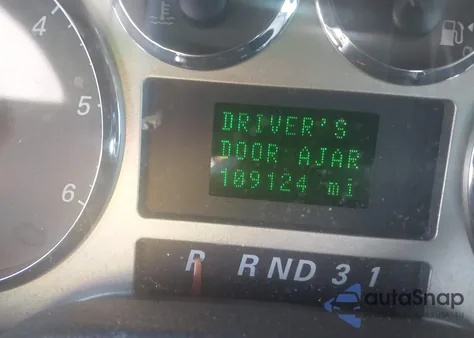 4
5
6
DRIVER'S
DOOR AJAR
109124 mi
P R N D 3 1
autoSnap